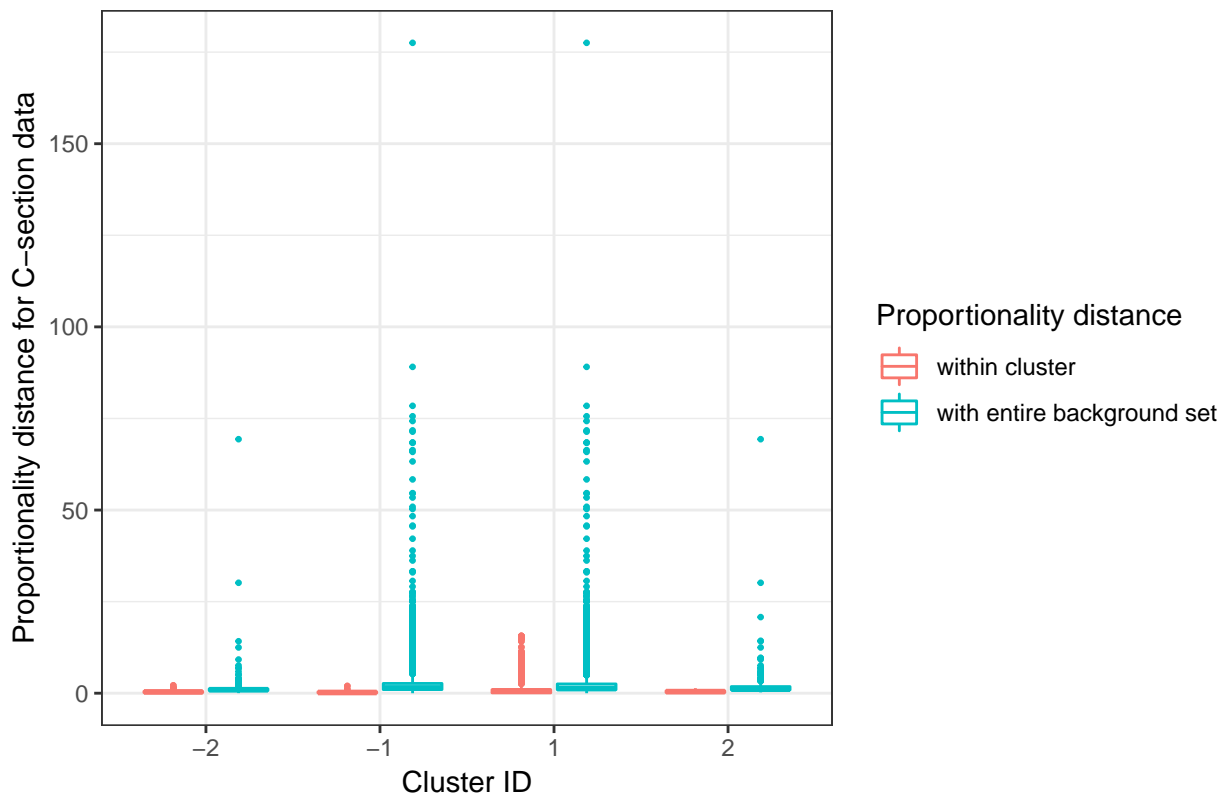 Proportionality distance for C−section data
150
100
50
0
−2
−1
1
2
Cluster ID
Proportionality distance
within cluster
with entire background set